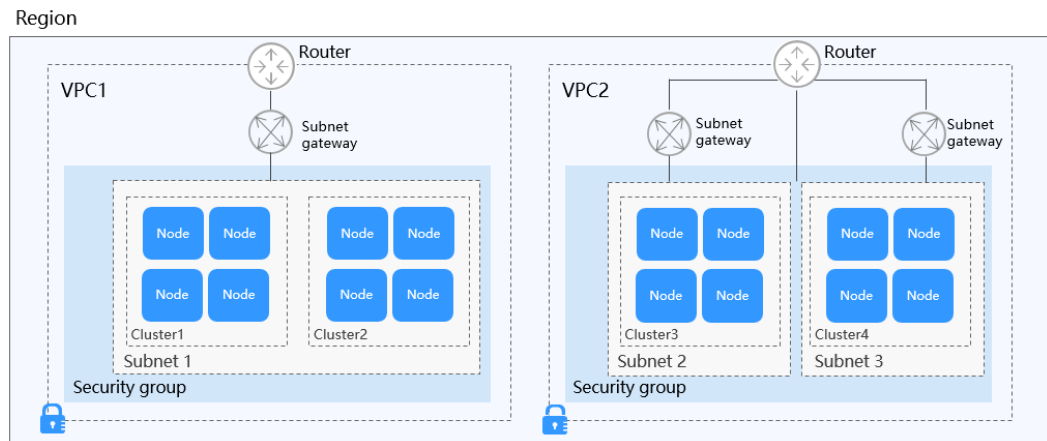 Region
Router
VPC1
Subnet
gateway
Node Node Node Node
Node Node Node Node
Cluster1 Cluster2
Subnet 1
Security group
Router
VPC2
Subnet
gateway
Subnet
gateway
Node Node Node Node
Node Node Node Node
Cluster3 Cluster4
Subnet 2 Subnet 3
Security group